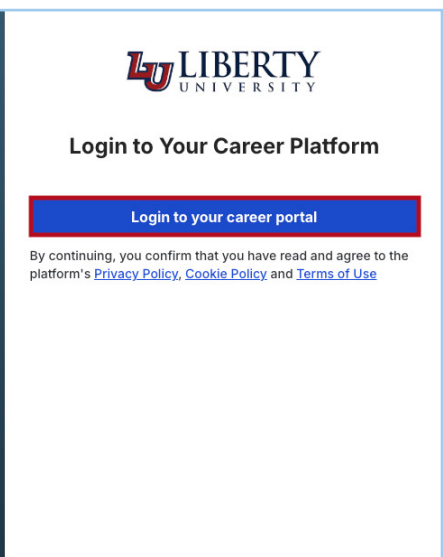 LU LIBERTY
UNIVERSITY
Login to Your Career Platform
Login to your career portal
By continuing, you confirm that you have read and agree to the
platform's Privacy Policy, Cookie Policy and Terms of Use